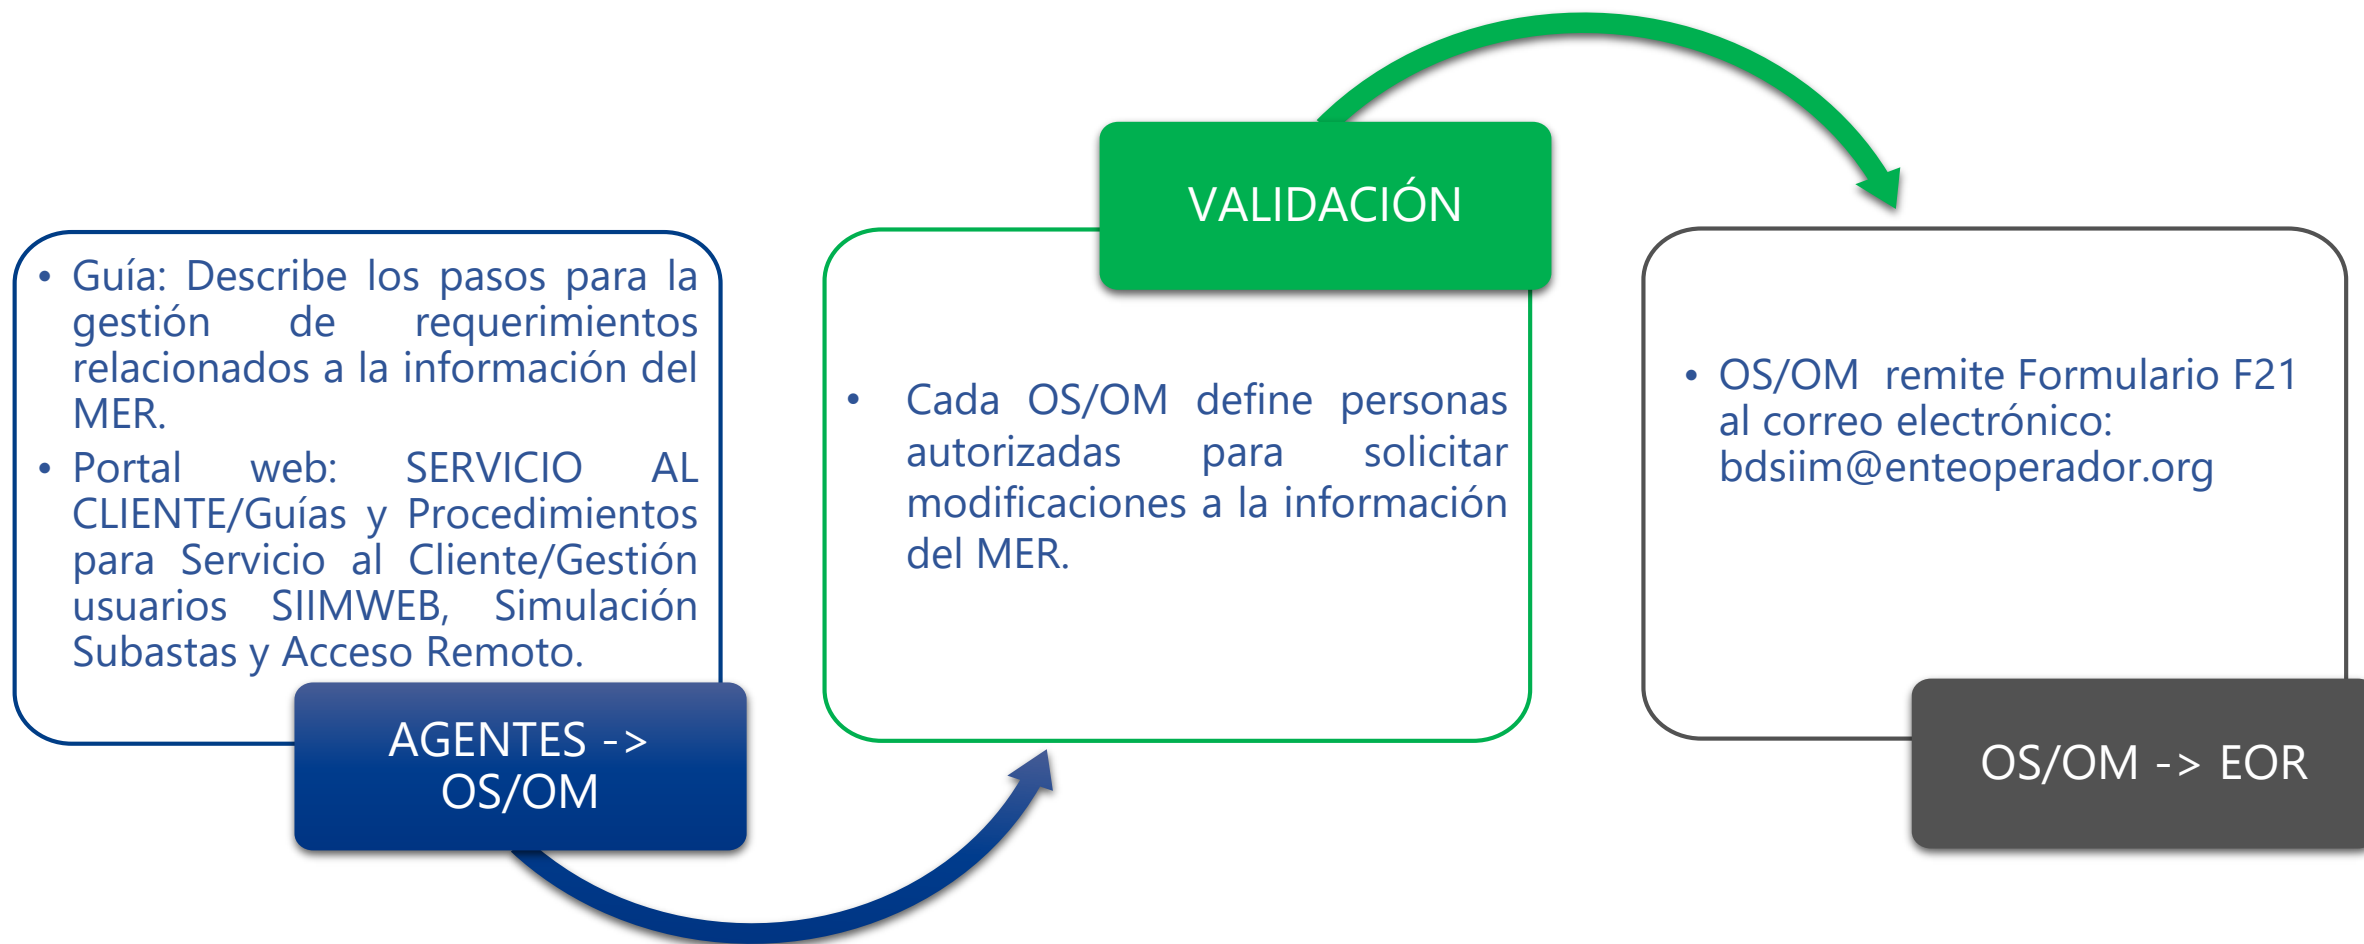 • Guía: Describe los pasos para la
gestión de requerimientos
relacionados a la información del
MER.
• Portal web: SERVICIO AL
CLIENTE/Guías y Procedimientos
para Servicio al Cliente/Gestión
usuarios SIIMWEB, Simulación
Subastas y Acceso Remoto.
AGENTES ->
OS/OM
VALIDACIÓN
• Cada OS/OM define personas
autorizadas para solicitar
modificaciones a la información
del MER.
• OS/OM remite Formulario F21
al correo electrónico:
bdsiim@enteoperador.org
OS/OM -> EOR